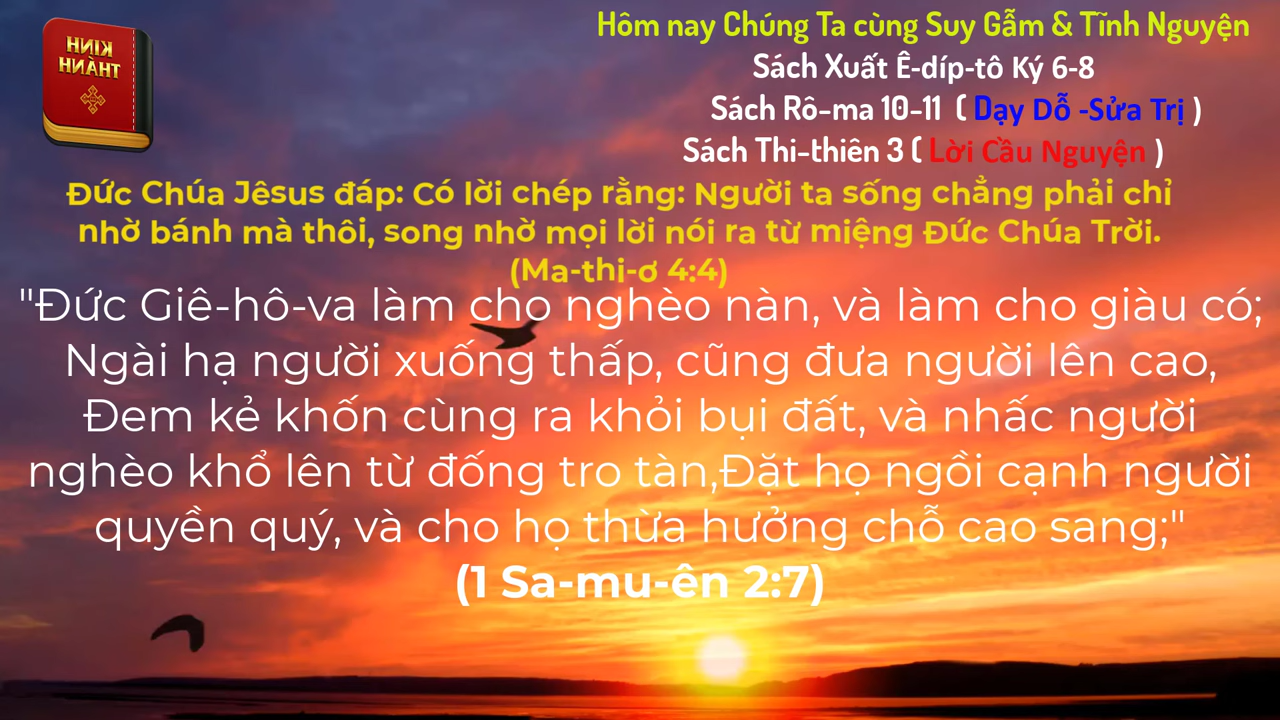 KINH
THÁNH
Hôm nay Chúng Ta cùng Suy Gẫm & Tĩnh Nguyện
Sách Xuất Ê-díp-tô Ký 6-8
Sách Rô-ma 10-11 ( Dạy Dỗ -Sửa Trị )
Sách Thi-thiên 3 ( Lời Cầu Nguyện )
Đức Chúa Jêsus đáp: Có lời chép rằng: Người ta sống chẳng phải chỉ
nhờ bánh mà thôi, song nhờ mọi lời nói ra từ miệng Đức Chúa Trời.
(Ma-thi-ơ 4:4)
"Đức Giê-hô-va làm cho nghèo nàn, và làm cho giàu có;
Ngài hạ người xuống thấp, cũng đưa người lên cao,
Đem kẻ khốn cùng ra khỏi bụi đất, và nhấc người
nghèo khổ lên từ đống tro tàn,Đặt họ ngồi cạnh người
quyền quý, và cho họ thừa hưởng chỗ cao sang;"
(1 Sa-mu-ên 2:7)